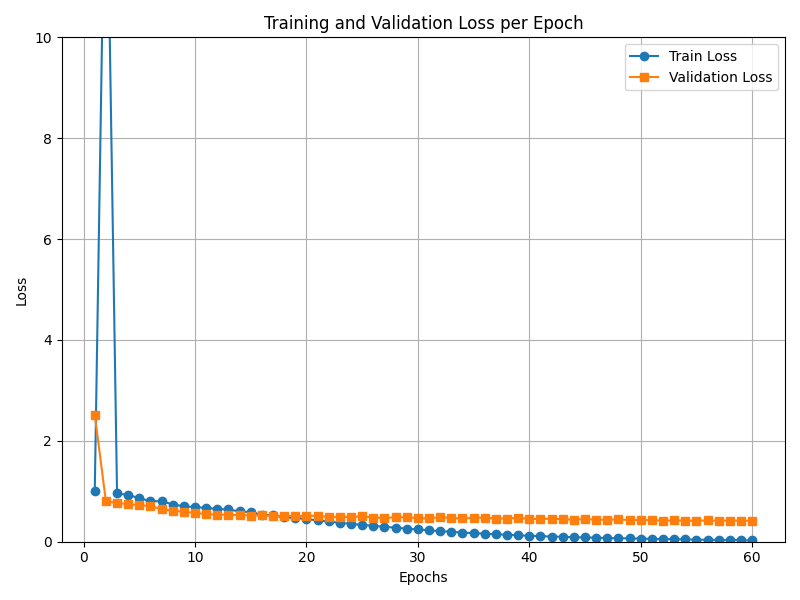 Training and Validation Loss per Epoch
Train Loss
Validation Loss
Loss
10
8
6
4
2
0
0 10 20 30 40 50 60
Epochs